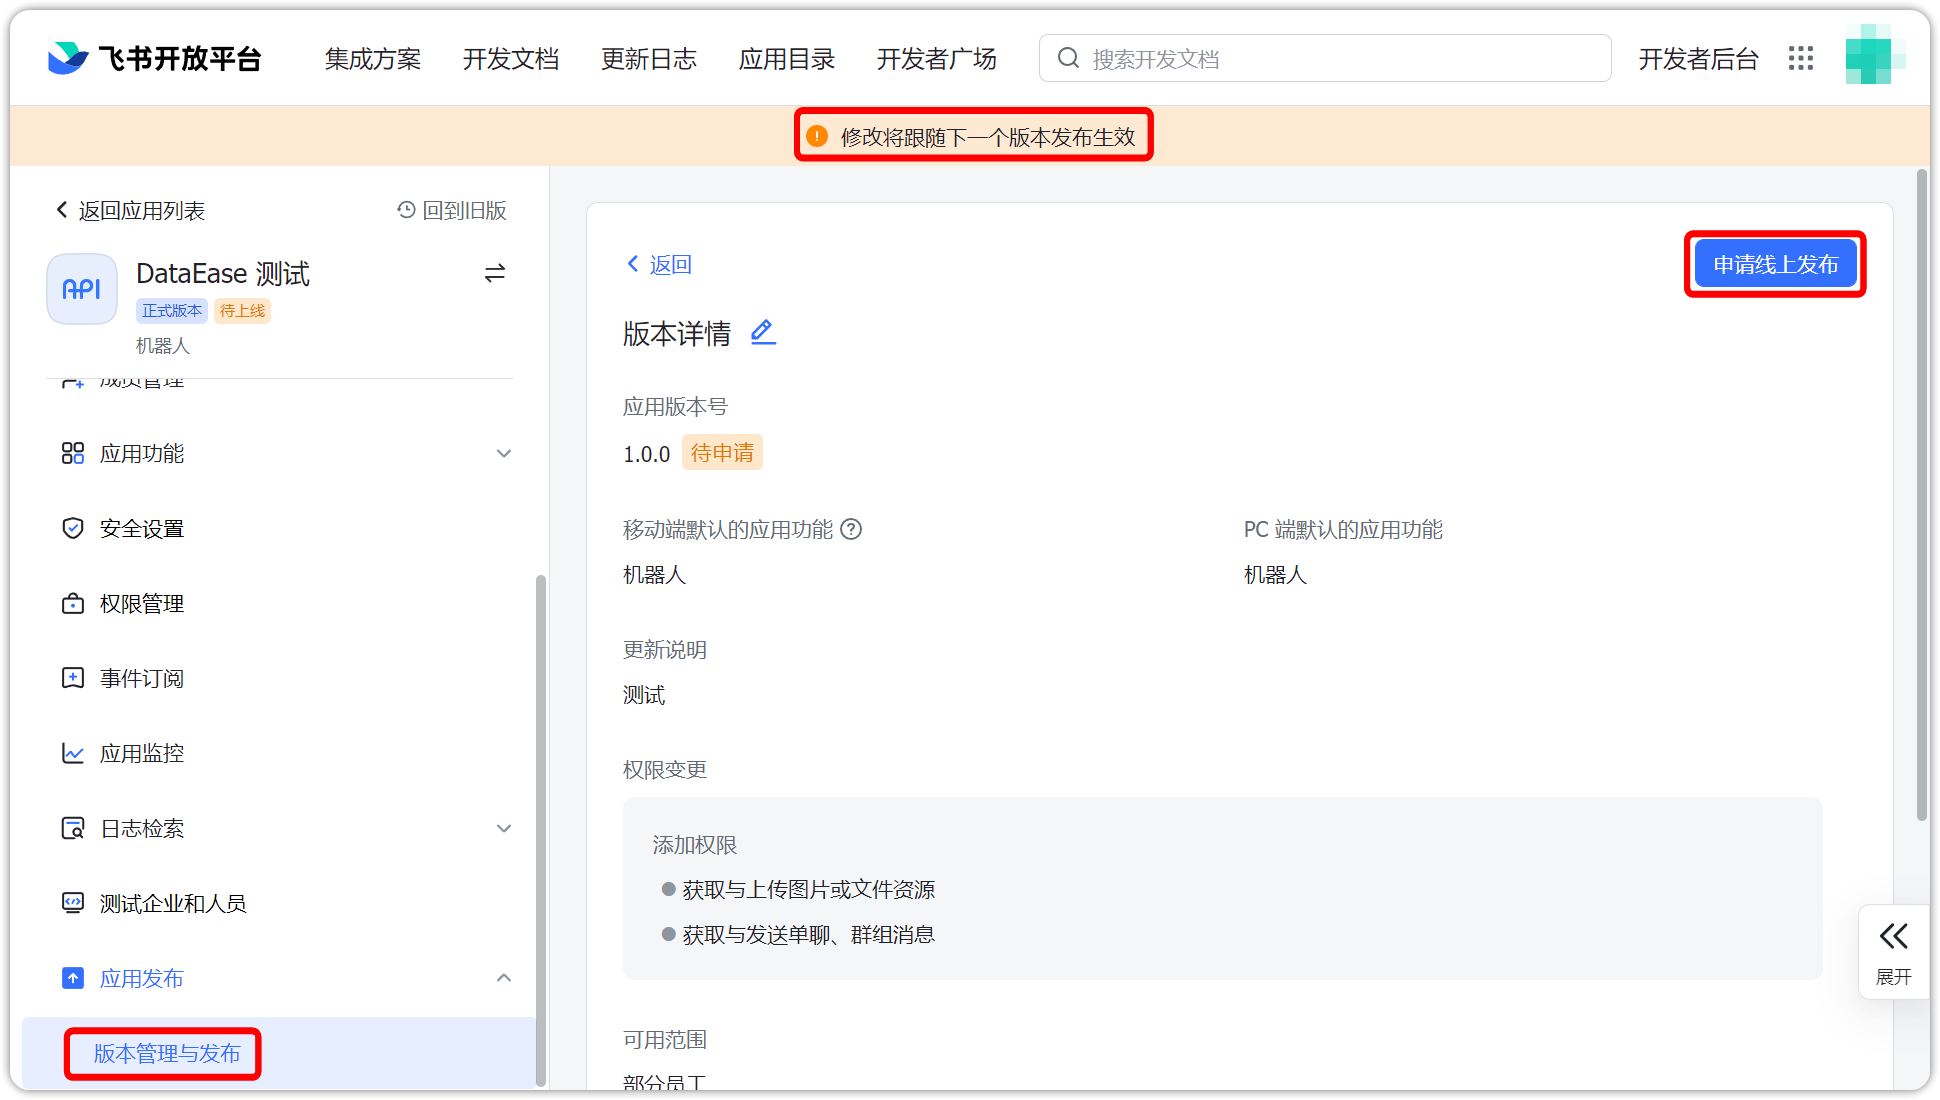 飞书开放平台
集成方案
开发文档
更新日志
应用目录
开发者广场
搜索开发文档
开发者后台
修改将跟随下一个版本发布生效
返回应用列表
回到旧版
API
DataEase 测试
正式版本
待上线
机器人
成员管理
应用功能
安全设置
权限管理
事件订阅
应用监控
日志检索
测试企业和人员
应用发布
版本管理与发布
返回
申请线上发布
版本详情
应用版本号
1.0.0 待申请
移动端默认的应用功能
机器人
PC 端默认的应用功能
机器人
更新说明
测试
权限变更
添加权限
获取与上传图片或文件资源
获取与发送单聊、群组消息
可用范围
部分员工
展开